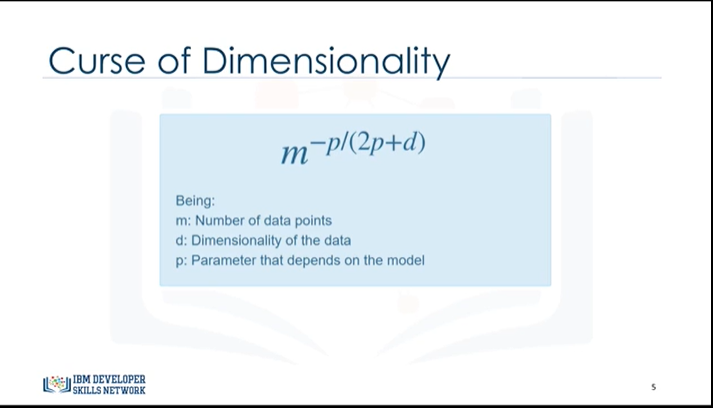 Curse of Dimensionality
m^{-p/(2p+d)}
Being:
m: Number of data points
d: Dimensionality of the data
p: Parameter that depends on the model
IBM DEVELOPER
SKILLS NETWORK
5